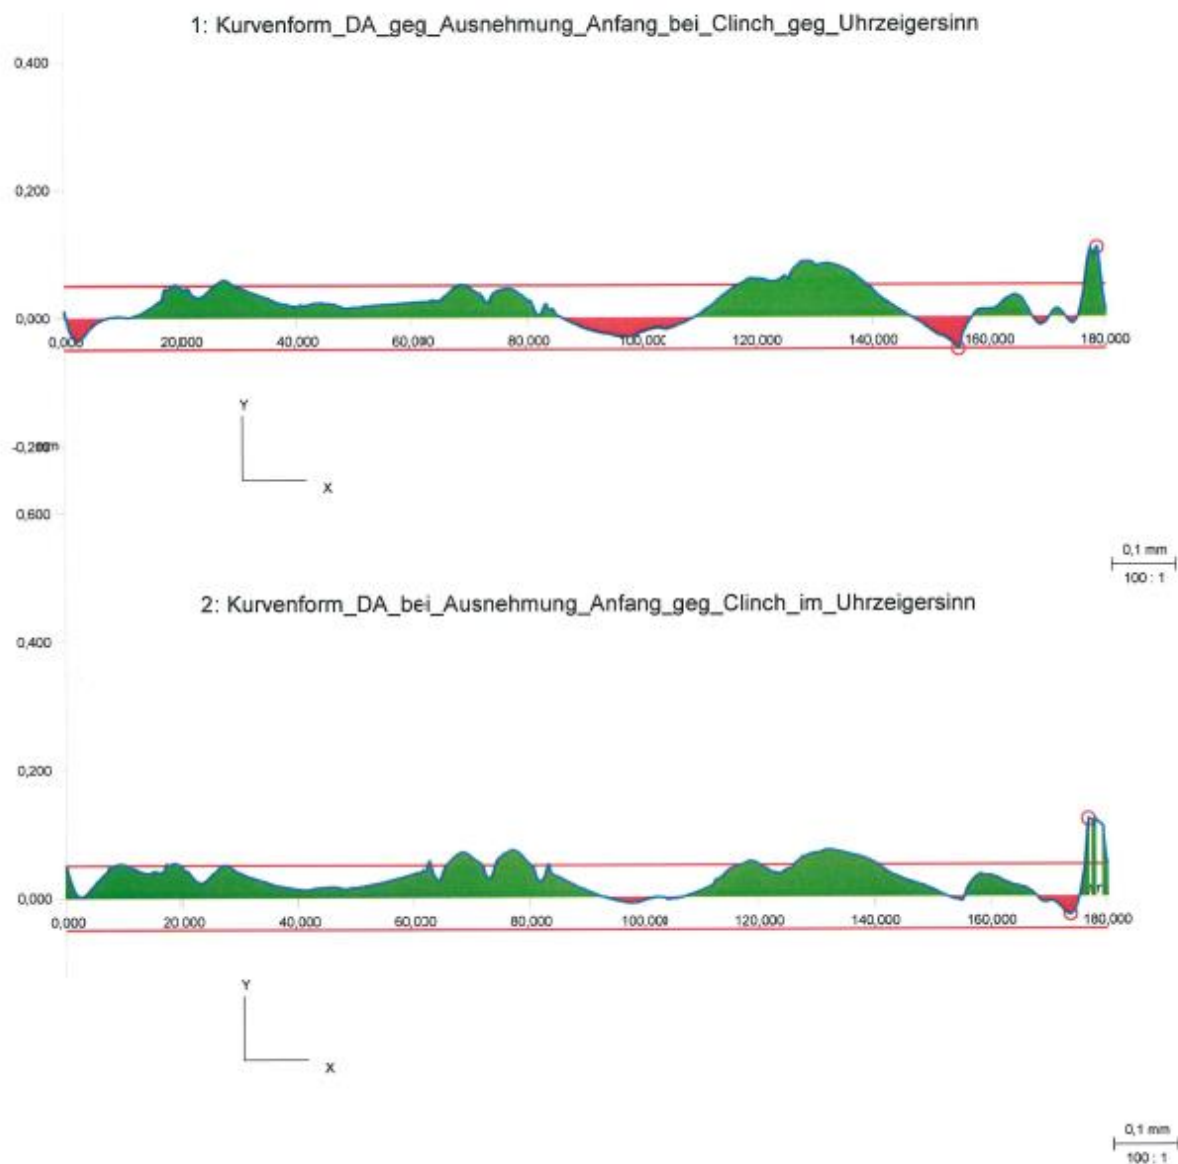 1: Kurvenform_DA_geg_Ausnehmung_Anfang_bei_Clinch_geg_Uhrzeigersinn
0,400
0,200
0,000
0,000 20,000 40,000 60,000 80,000 100,000 120,000 140,000 160,000 180,000
Y
X
-0,200
0,600
0,1 mm
100 : 1
2: Kurvenform_DA_bei_Ausnehmung_Anfang_geg_Clinch_im_Uhrzeigersinn
0,400
0,200
0,000
0,000 20,000 40,000 60,000 80,000 100,000 120,000 140,000 160,000 180,000
Y
X
0,1 mm
100 : 1